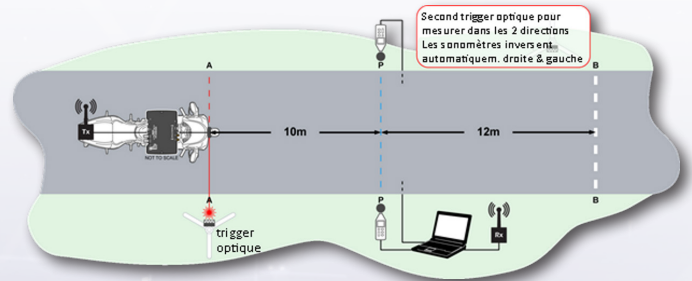 Second trigger optique pour
mesurer dans les 2 directions
Les sonomètres inversent
automatiquem. droite & gauche
A
P
B
Tx
NOT TO SCALE
10m
12m
A
P
B
trigger
optique
Rx